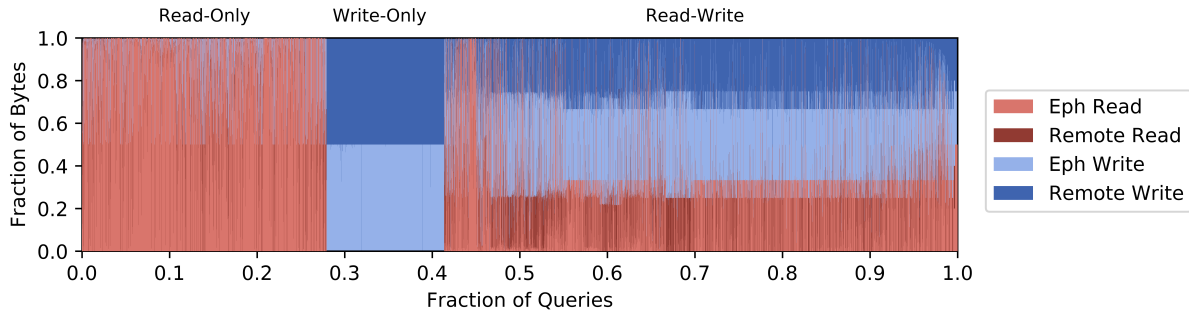 Read-Only Write-Only Read-Write
Fraction of Bytes
1.0
0.8
0.6
0.4
0.2
0.0
0.0 0.1 0.2 0.3 0.4 0.5 0.6 0.7 0.8 0.9 1.0
Fraction of Queries
Eph Read
Remote Read
Eph Write
Remote Write